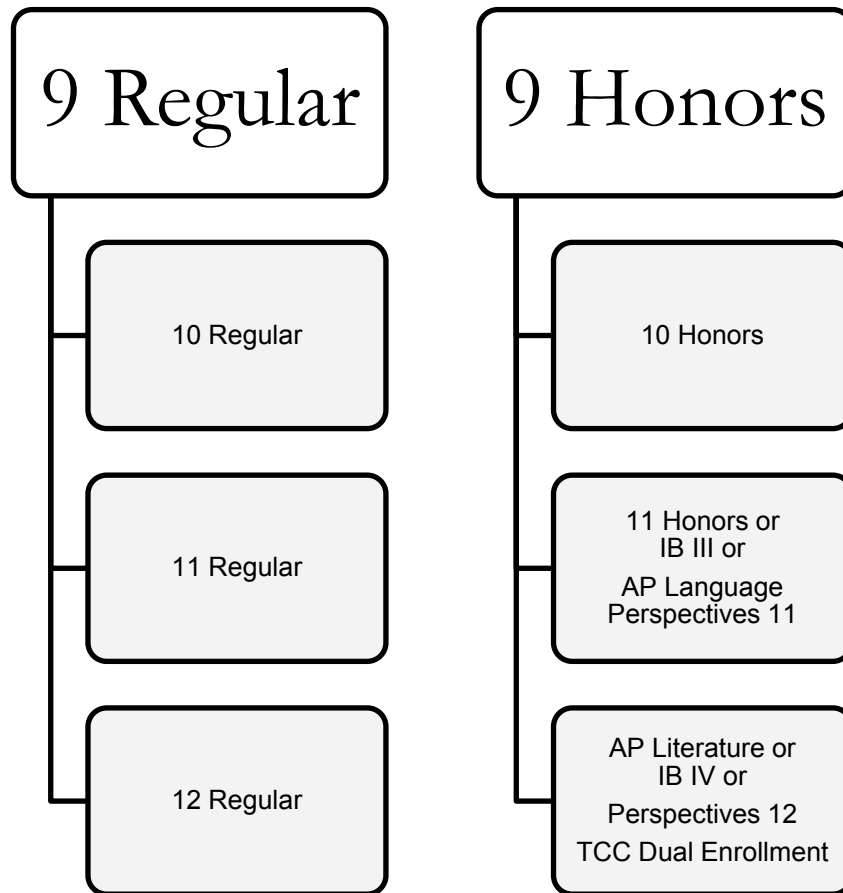 9 Regular
10 Regular
11 Regular
12 Regular
9 Honors
10 Honors
11 Honors or
IB III or
AP Language
Perspectives 11
AP Literature or
IB IV or
Perspectives 12
TCC Dual Enrollment